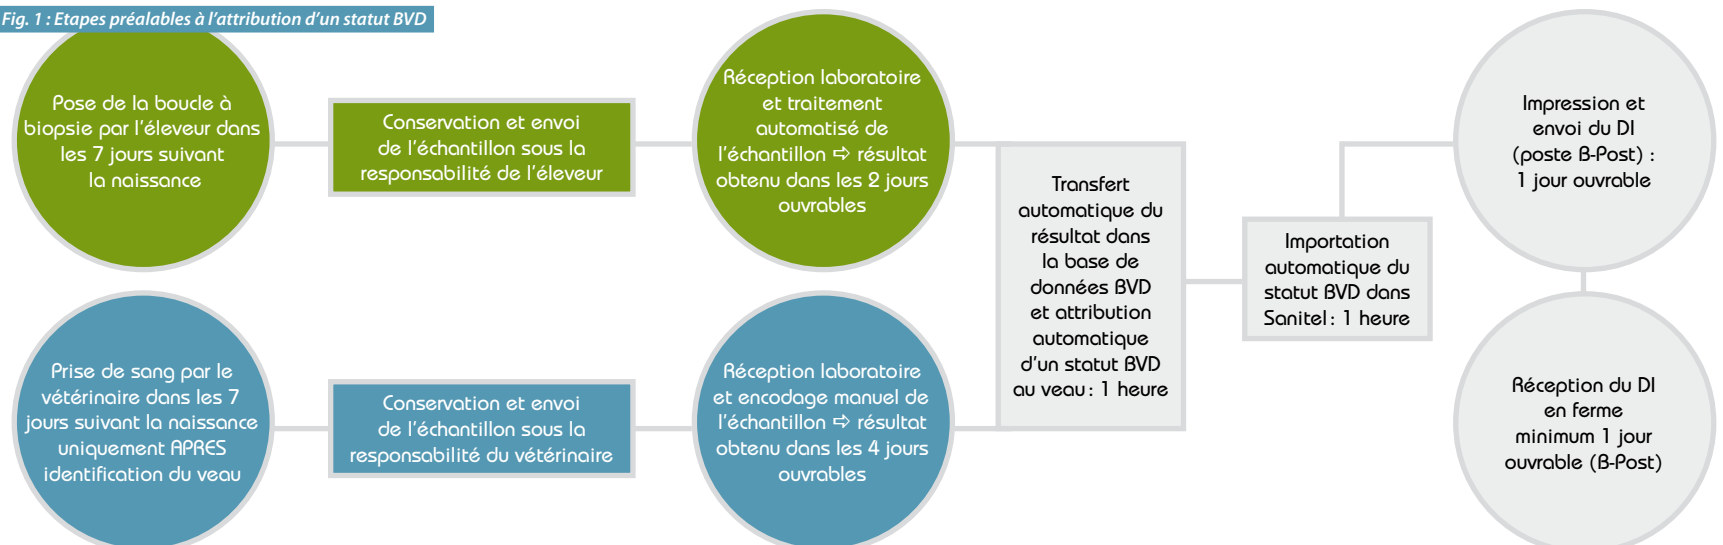 Fig. 1 : Etapes préalables à l'attribution d'un statut BVD
Pose de la boucle à
biopsie par l'éleveur dans
les 7 jours suivant
la naissance
Conservation et envoi
de l'échantillon sous la
responsabilité de l'éleveur
Réception laboratoire
et traitement
automatisé de
l'échantillon ⇨ résultat
obtenu dans les 2 jours
ouvrables
Prise de sang par le
vétérinaire dans les 7
jours suivant la naissance
uniquement APRES
identification du veau
Conservation et envoi
de l'échantillon sous la
responsabilité du vétérinaire
Réception laboratoire
et encodage manuel de
l'échantillon ⇨ résultat
obtenu dans les 4 jours
ouvrables
Transfert
automatique du
résultat dans
la base de
données BVD
et attribution
automatique
d'un statut BVD
au veau : 1 heure
Importation
automatique du
statut BVD dans
Sanitel : 1 heure
Impression et
envoi du DI
(poste B-Post) :
1 jour ouvrable
Réception du DI
en ferme
minimum 1 jour
ouvrable (B-Post)